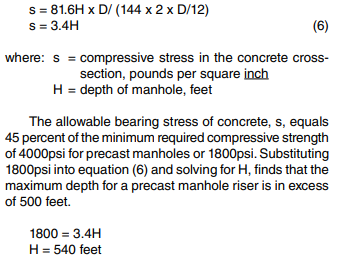 s = 81.6H x D/ (144 x 2 x D/12)
s = 3.4H (6)
where: s = compressive stress in the concrete cross-
section, pounds per square inch
H = depth of manhole, feet
The allowable bearing stress of concrete, s, equals
45 percent of the minimum required compressive strength
of 4000psi for precast manholes or 1800psi. Substituting
1800psi into equation (6) and solving for H, finds that the
maximum depth for a precast manhole riser is in excess
of 500 feet.
1800 = 3.4H
H = 540 feet